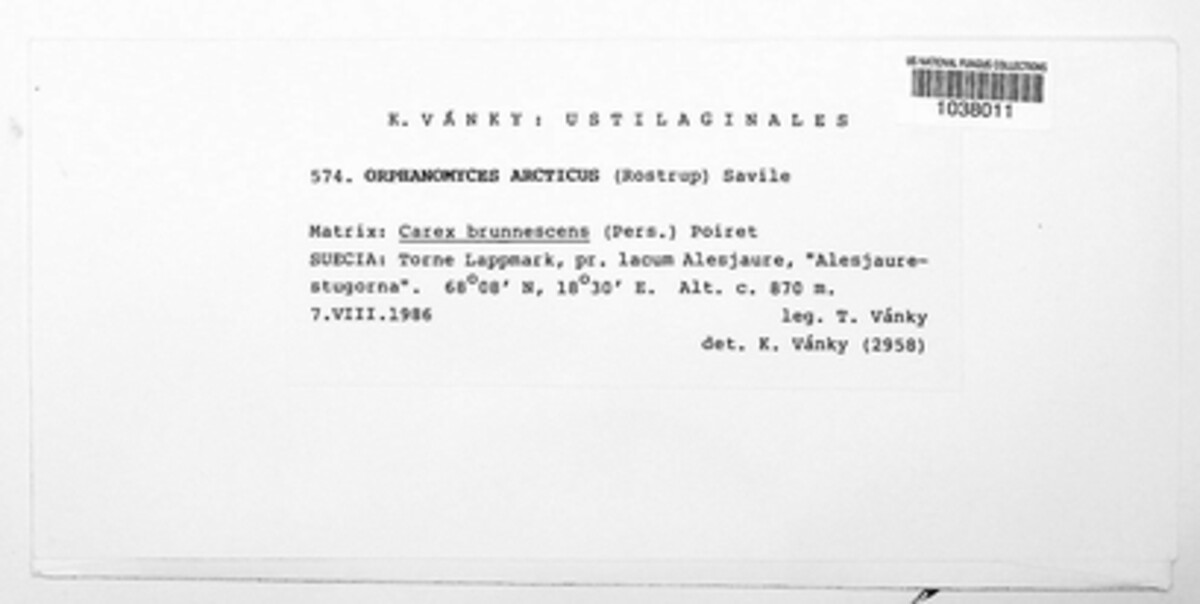 US NATIONAL FUNGUS COLLECTIONS
1038011
K. VÁNKY: USTILAGINALES
574. ORPHANOMYCES ARCTICUS (Rostrup) Savile
Matrix: Carex brunnescens (Pers.) Poiret
SUECIA: Torne Lappmark, pr. lacum Alesjaure, "Alesjaure-
stugorna". 68°08' N, 18°30' E. Alt. c. 870 m.
7.VIII.1986 leg. T. Vánky
det. K. Vánky (2958)